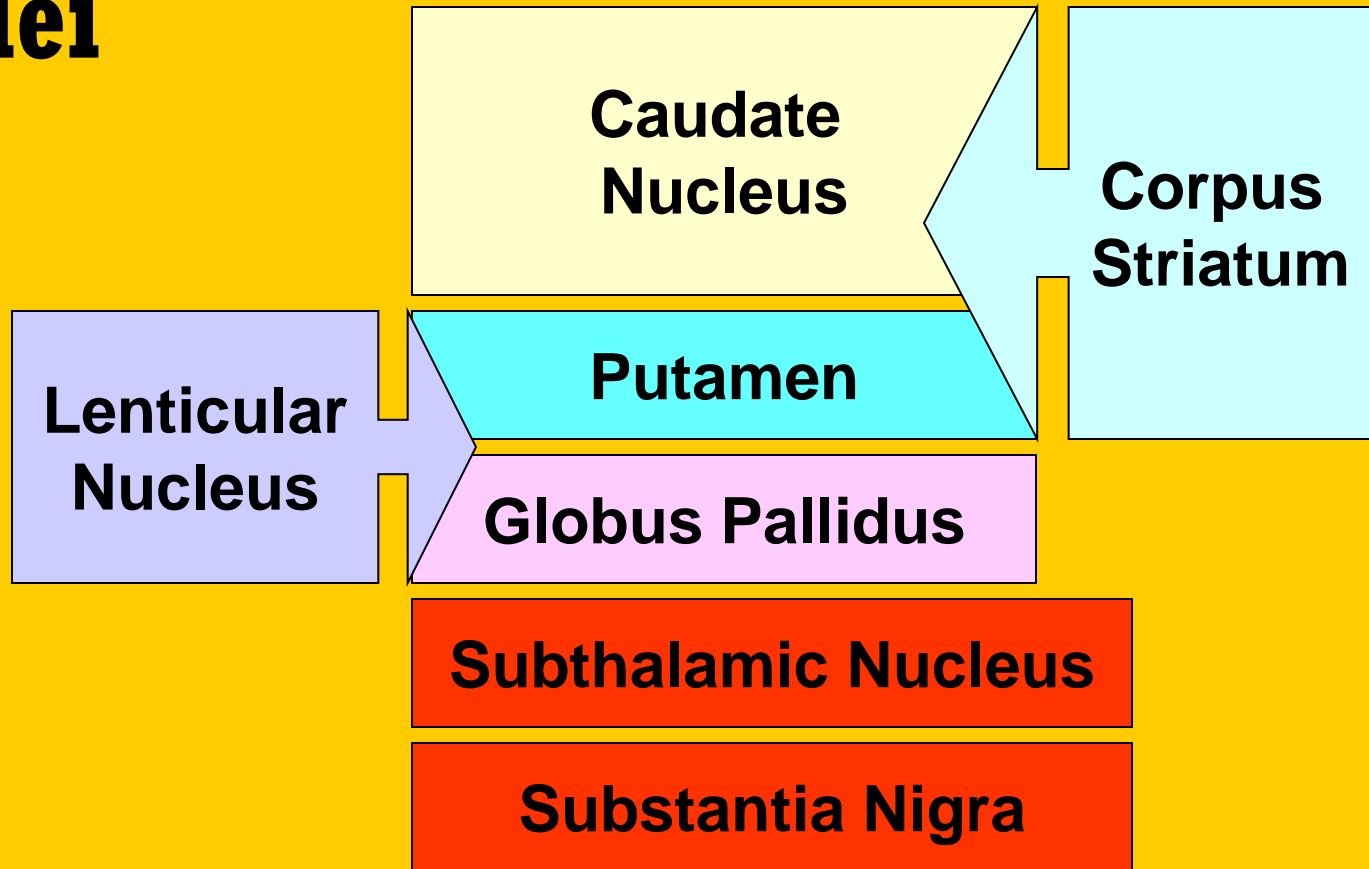 Caudate
Nucleus
Corpus
Striatum
Putamen
Lenticular
Nucleus
Globus Pallidus
Subthalamic Nucleus
Substantia Nigra